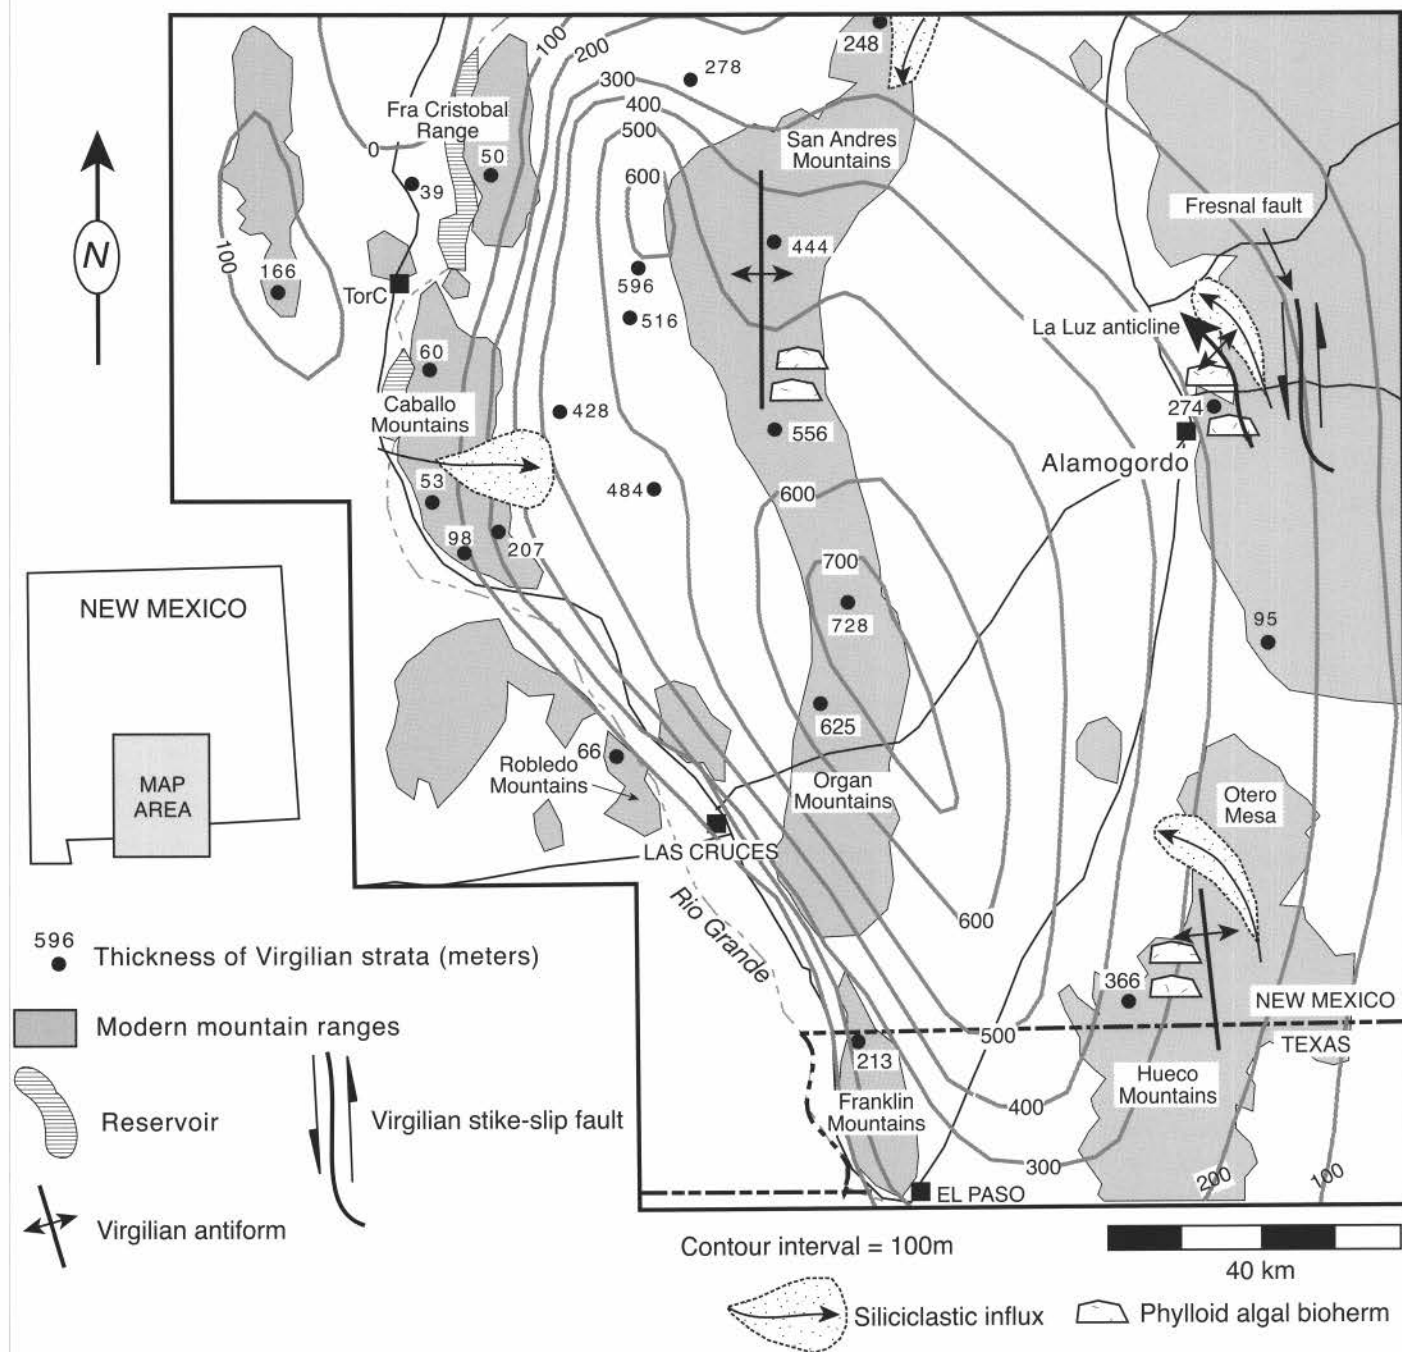 100
200
300
400
500
600
278
248
Fra Cristobal
Range
0
50
39
San Andres
Mountains
Fresnal fault
N
100
166
TorC
444
596
516
La Luz anticline
60
Caballo
Mountains
428
274
556
Alamogordo
53
484
600
98
207
700
728
95
NEW MEXICO
MAP
AREA
625
66
Robledo
Mountains
Organ
Mountains
Otero
Mesa
LAS CRUCES
Rio Grande
600
366
NEW MEXICO
TEXAS
500
213
Hueco
Mountains
Franklin
Mountains
400
300
200
100
EL PASO
596
Thickness of Virgilian strata (meters)
Modern mountain ranges
Reservoir
Virgilian stike-slip fault
Virgilian antiform
Contour interval = 100m
40 km
Siliciclastic influx
Phylloid algal bioherm